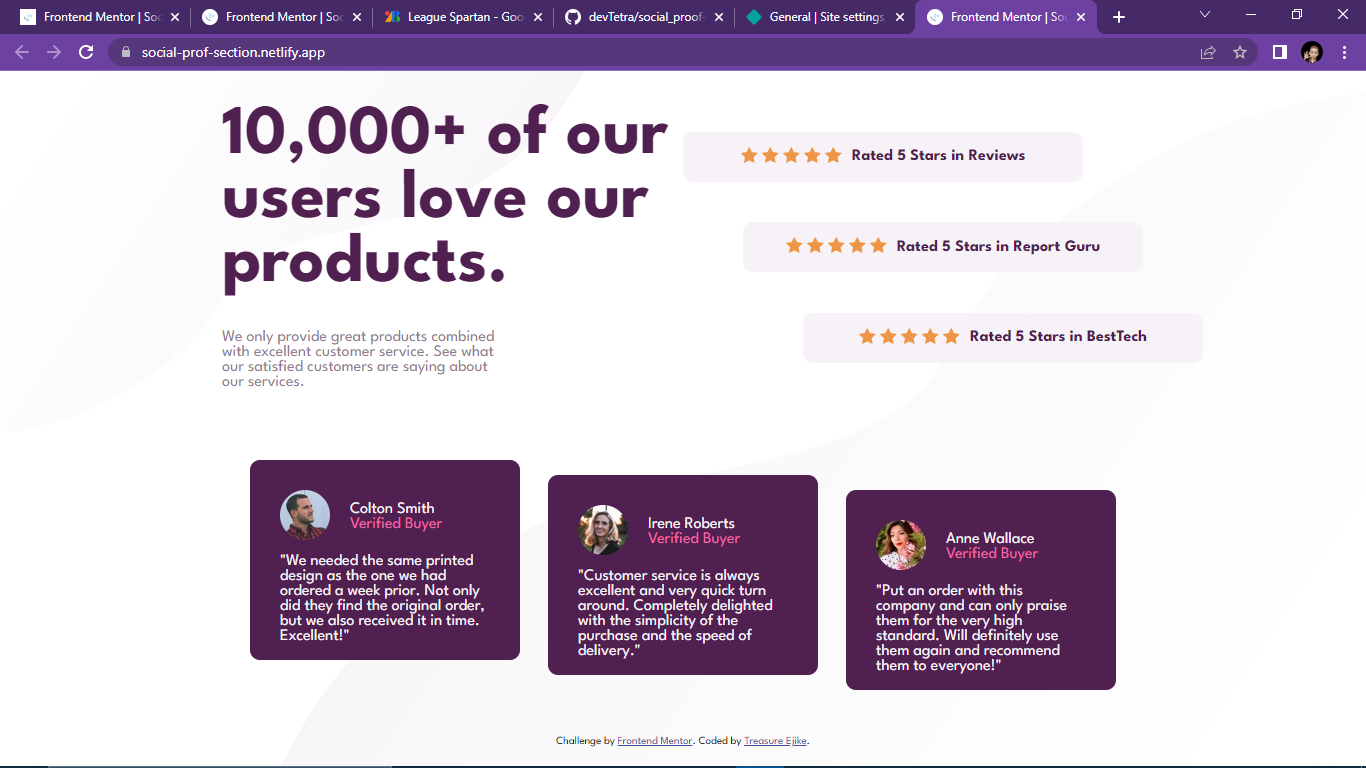 Frontend Mentor | Soc
Frontend Mentor | Soc
League Spartan - Goo
devTetra/social_proof-
General | Site settings
Frontend Mentor | Soc
social-prof-section.netlify.app
10,000+ of our
users love our
products.
We only provide great products combined
with excellent customer service. See what
our satisfied customers are saying about
our services.
Rated 5 Stars in Reviews
Rated 5 Stars in Report Guru
Rated 5 Stars in BestTech
Colton Smith
Verified Buyer
"We needed the same printed
design as the one we had
ordered a week prior. Not only
did they find the original order,
but we also received it in time.
Excellent!"
Irene Roberts
Verified Buyer
"Customer service is always
excellent and very quick turn
around. Completely delighted
with the simplicity of the
purchase and the speed of
delivery."
Anne Wallace
Verified Buyer
"Put an order with this
company and can only praise
them for the very high
standard. Will definitely use
them again and recommend
them to everyone!"
Challenge by Frontend Mentor. Coded by Treasure Ejike.